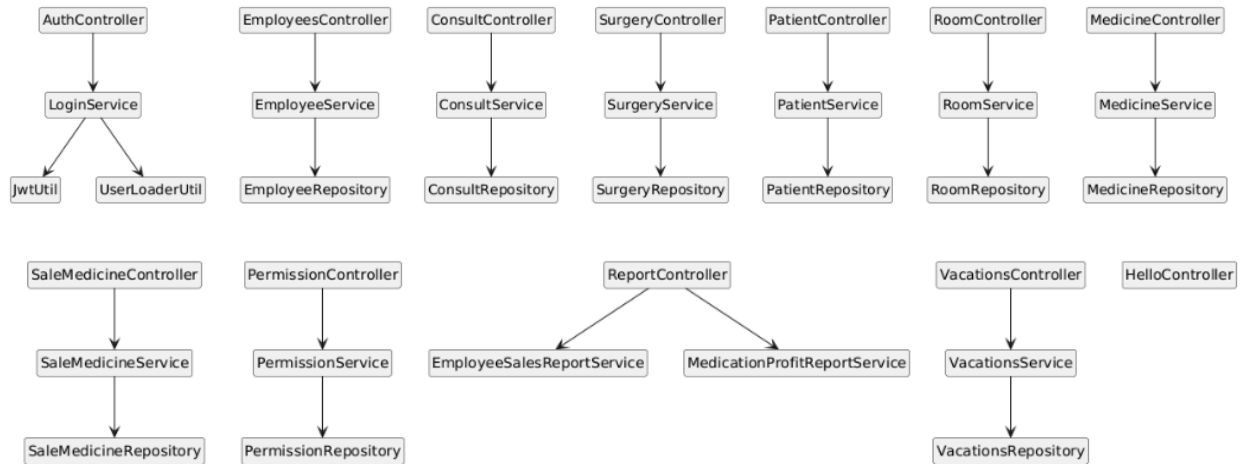 AuthController
EmployeesController
ConsultController
SurgeryController
PatientController
RoomController
MedicineController
LoginService
EmployeeService
ConsultService
SurgeryService
PatientService
RoomService
MedicineService
JwtUtil
UserLoaderUtil
EmployeeRepository
ConsultRepository
SurgeryRepository
PatientRepository
RoomRepository
MedicineRepository
SaleMedicineController
PermissionController
ReportController
VacationsController
HelloController
SaleMedicineService
PermissionService
EmployeeSalesReportService
MedicationProfitReportService
VacationsService
SaleMedicineRepository
PermissionRepository
VacationsRepository